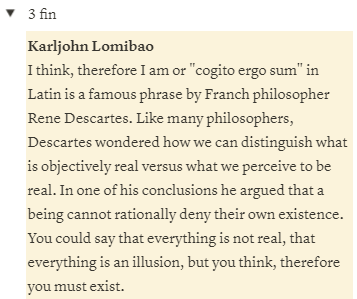 3 fin
Karljohn Lomibao
I think, therefore I am or "cogito ergo sum" in
Latin is a famous phrase by Franch philosopher
Rene Descartes. Like many philosophers,
Descartes wondered how we can distinguish what
is objectively real versus what we perceive to be
real. In one of his conclusions he argued that a
being cannot rationally deny their own existence.
You could say that everything is not real, that
everything is an illusion, but you think, therefore
you must exist.